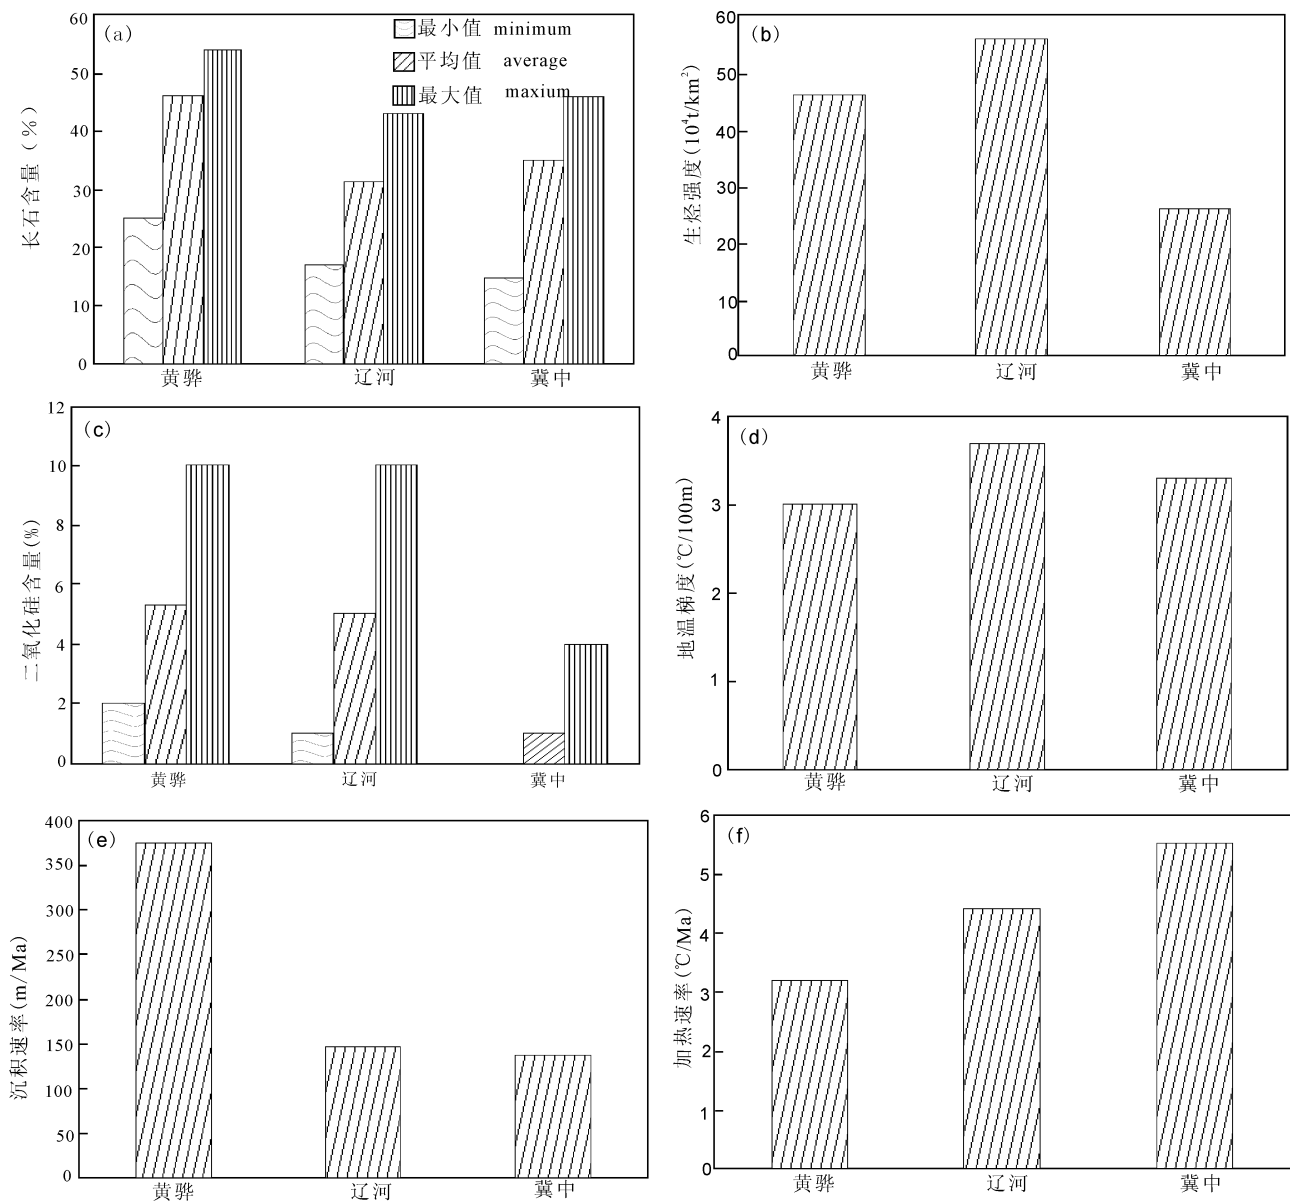 (a)
最小值 minimum
平均值 average
最大值 maxium
长石含量(%)
60
50
40
30
20
10
0
黄骅 辽河 冀中
(b)
生烃强度(10⁴t/km²)
60
50
40
30
20
10
0
黄骅 辽河 冀中
(c)
二氧化硅含量(%)
12
10
8
6
4
2
0
黄骅 辽河 冀中
(d)
地温梯度(℃/100m)
4
3
2
1
0
黄骅 辽河 冀中
(e)
沉积速率(m/Ma)
400
350
300
250
200
150
100
50
0
黄骅 辽河 冀中
(f)
加热速率(℃/Ma)
6
5
4
3
2
1
0
黄骅 辽河 冀中